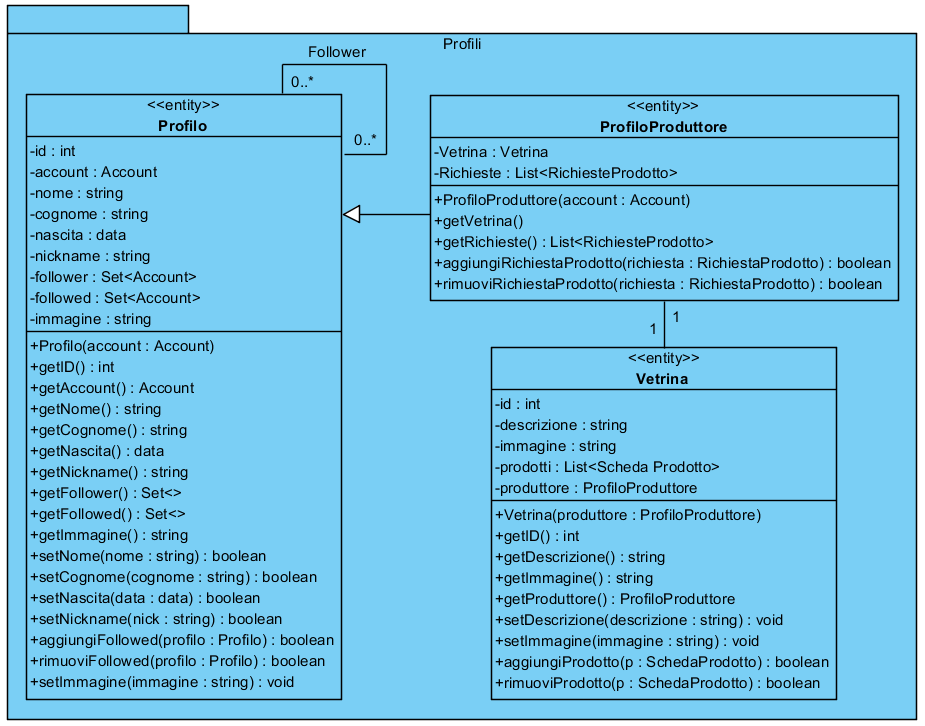 Profili
Follower
0..*
0..*
<<entity>>
Profilo
-id : int
-account : Account
-nome : string
-cognome : string
-nascita : data
-nickname : string
-follower : Set<Account>
-followed : Set<Account>
-immagine : string
+Profilo(account : Account)
+getID() : int
+getAccount() : Account
+getNome() : string
+getCognome() : string
+getNascita() : data
+getNickname() : string
+getFollower() : Set<>
+getFollowed() : Set<>
+getImmagine() : string
+setNome(nome : string) : boolean
+setCognome(cognome : string) : boolean
+setNascita(data : data) : boolean
+setNickname(nick : string) : boolean
+aggiungiFollowed(profilo : Profilo) : boolean
+rimuoviFollowed(profilo : Profilo) : boolean
+setImmagine(immagine : string) : void
<<entity>>
ProfiloProduttore
-Vetrina : Vetrina
-Richieste : List<RichiesteProdotto>
+ProfiloProduttore(account : Account)
+getVetrina()
+getRichieste() : List<RichiesteProdotto>
+aggiungiRichiestaProdotto(richiesta : RichiestaProdotto) : boolean
+rimuoviRichiestaProdotto(richiesta : RichiestaProdotto) : boolean
1
1
<<entity>>
Vetrina
-id : int
-descrizione : string
-immagine : string
-prodotti : List<Scheda Prodotto>
-produttore : ProfiloProduttore
+Vetrina(produttore : ProfiloProduttore)
+getID() : int
+getDescrizione() : string
+getImmagine() : string
+getProduttore() : ProfiloProduttore
+setDescrizione(descrizione : string) : void
+setImmagine(immagine : string) : void
+aggiungiProdotto(p : SchedaProdotto) : boolean
+rimuoviProdotto(p : SchedaProdotto) : boolean